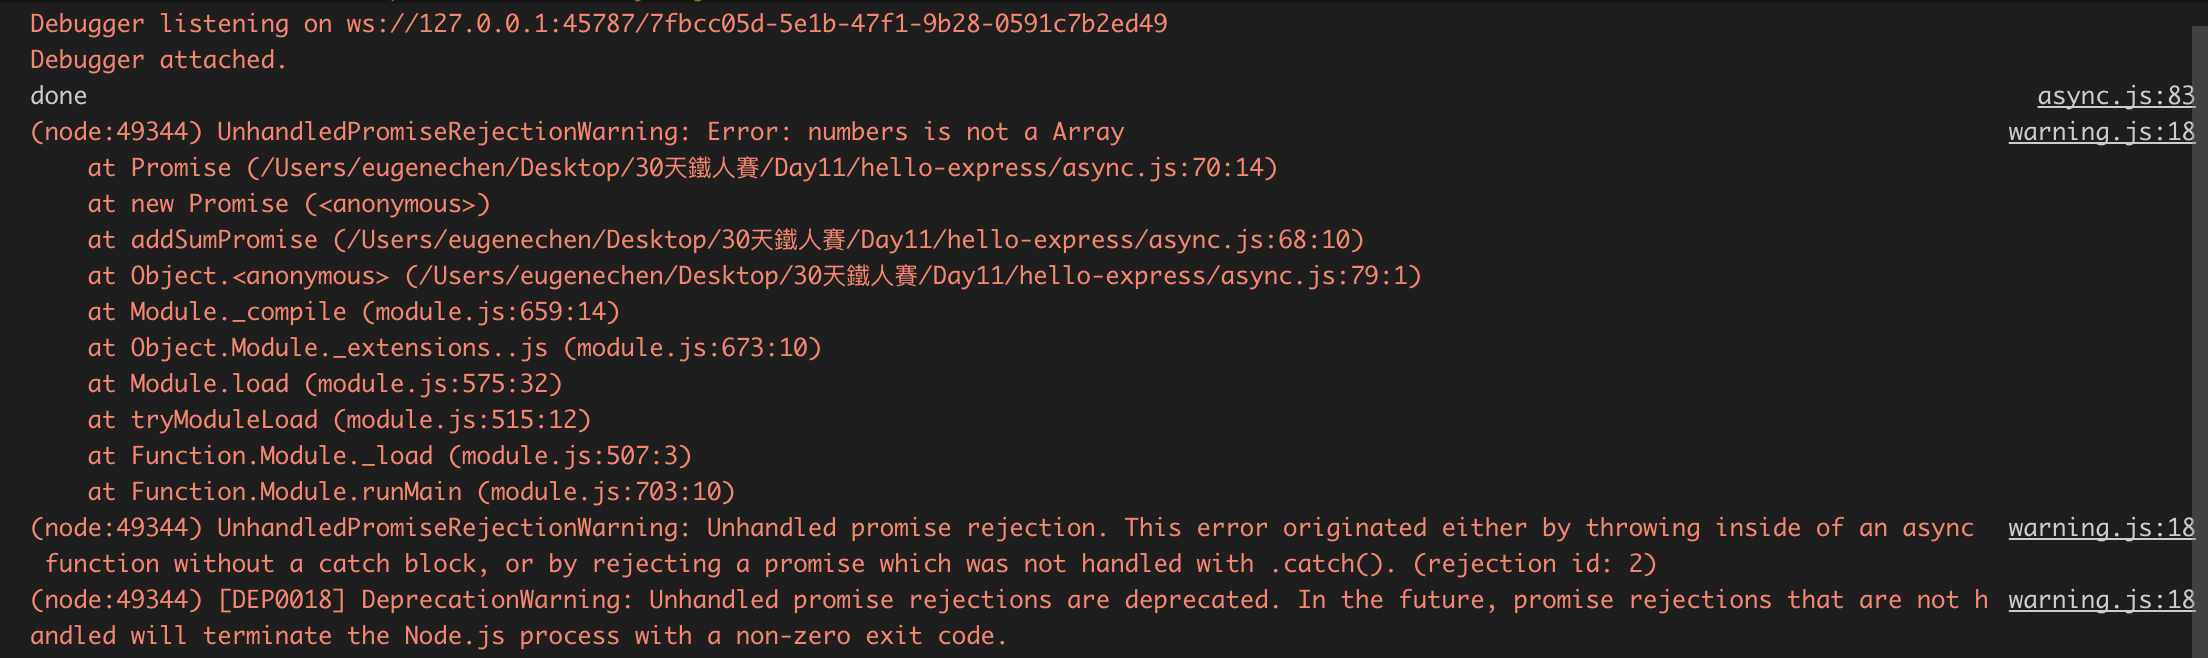 Debugger listening on ws://127.0.0.1:45787/7fbcc05d-5e1b-47f1-9b28-0591c7b2ed49
Debugger attached.
done async.js:83
(node:49344) UnhandledPromiseRejectionWarning: Error: numbers is not a Array warning.js:18
    at Promise (/Users/eugenechen/Desktop/30天鐵人賽/Day11/hello-express/async.js:70:14)
    at new Promise (<anonymous>)
    at addSumPromise (/Users/eugenechen/Desktop/30天鐵人賽/Day11/hello-express/async.js:68:10)
    at Object.<anonymous> (/Users/eugenechen/Desktop/30天鐵人賽/Day11/hello-express/async.js:79:1)
    at Module._compile (module.js:659:14)
    at Object.Module._extensions..js (module.js:673:10)
    at Module.load (module.js:575:32)
    at tryModuleLoad (module.js:515:12)
    at Function.Module._load (module.js:507:3)
    at Function.Module.runMain (module.js:703:10)
(node:49344) UnhandledPromiseRejectionWarning: Unhandled promise rejection. This error originated either by throwing inside of an async warning.js:18
 function without a catch block, or by rejecting a promise which was not handled with .catch(). (rejection id: 2)
(node:49344) [DEP0018] DeprecationWarning: Unhandled promise rejections are deprecated. In the future, promise rejections that are not h warning.js:18
andled will terminate the Node.js process with a non-zero exit code.